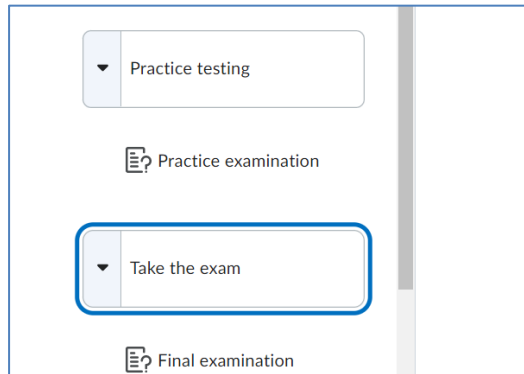 Practice testing
Practice examination
Take the exam
Final examination